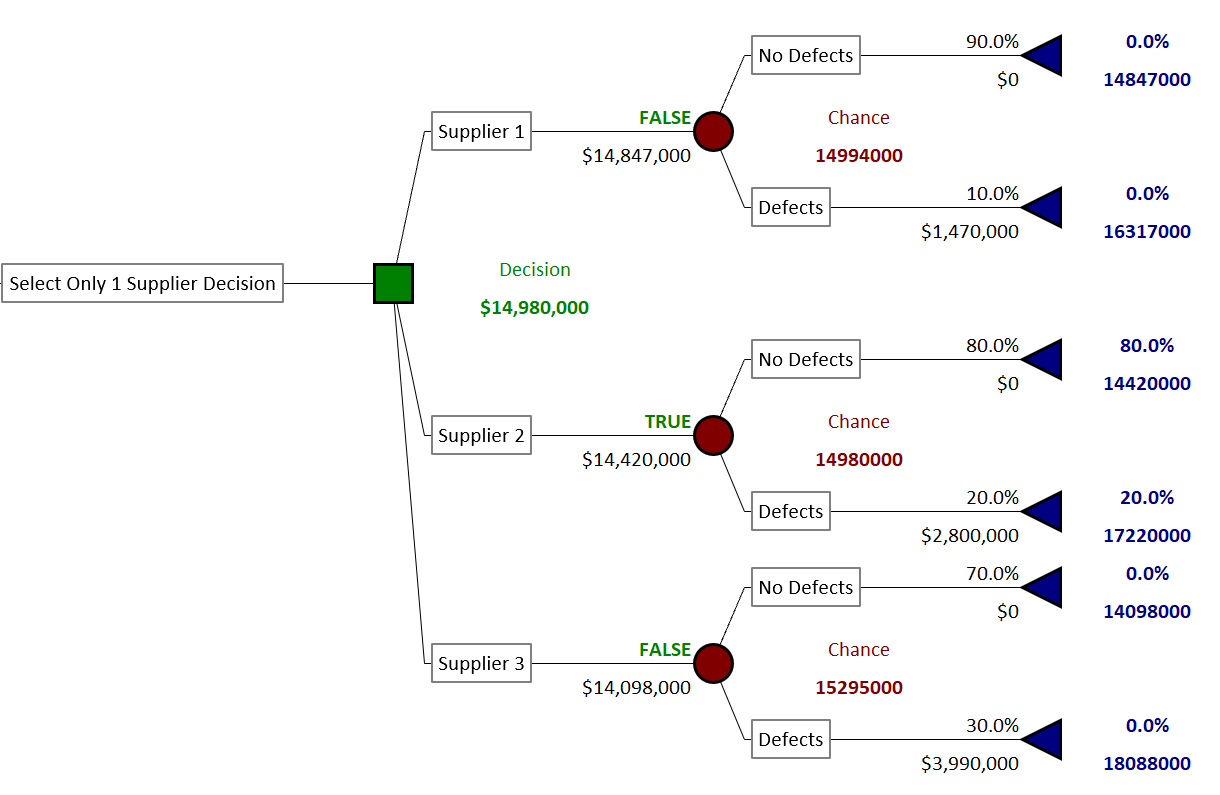 No Defects
90.0%
0.0%
$0
14847000
Supplier 1
FALSE
Chance
$14,847,000
14994000
Defects
10.0%
0.0%
$1,470,000
16317000
Select Only 1 Supplier Decision
Decision
$14,980,000
No Defects
80.0%
80.0%
$0
14420000
Supplier 2
TRUE
Chance
$14,420,000
14980000
Defects
20.0%
20.0%
$2,800,000
17220000
No Defects
70.0%
0.0%
$0
14098000
Supplier 3
FALSE
Chance
$14,098,000
15295000
Defects
30.0%
0.0%
$3,990,000
18088000